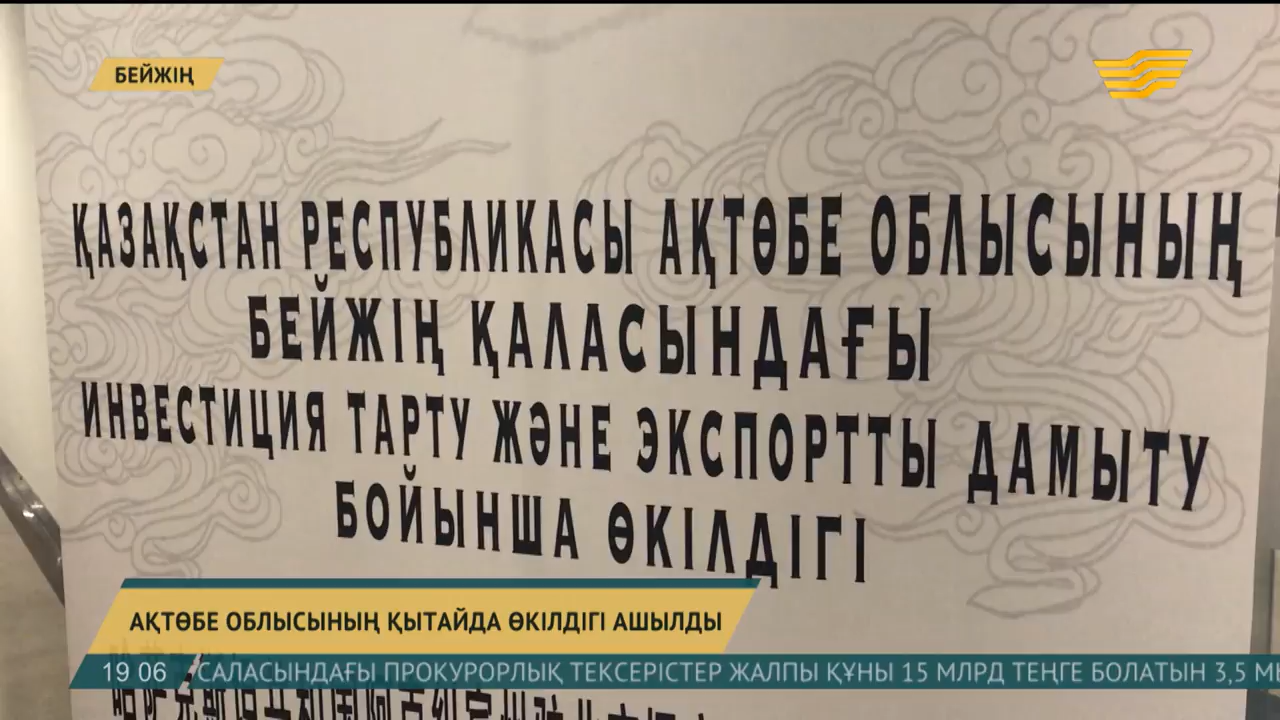 БЕЙЖІҢ
ҚАЗАҚСТАН РЕСПУБЛИКАСЫ АҚТӨБЕ ОБЛЫСЫНЫҢ
БЕЙЖІҢ ҚАЛАСЫНДАҒЫ
ИНВЕСТИЦИЯ ТАРТУ ЖӘНЕ ЭКСПОРТТЫ ДАМЫТУ
БОЙЫНША ӨКІЛДІГІ
АҚТӨБЕ ОБЛЫСЫНЫҢ ҚЫТАЙДА ӨКІЛДІГІ АШЫЛДЫ
19 06 САЛАСЫНДАҒЫ ПРОКУРОРЛЫҚ ТЕКСЕРІСТЕР ЖАЛПЫ ҚҰНЫ 15 МЛРД ТЕҢГЕ БОЛАТЫН 3,5